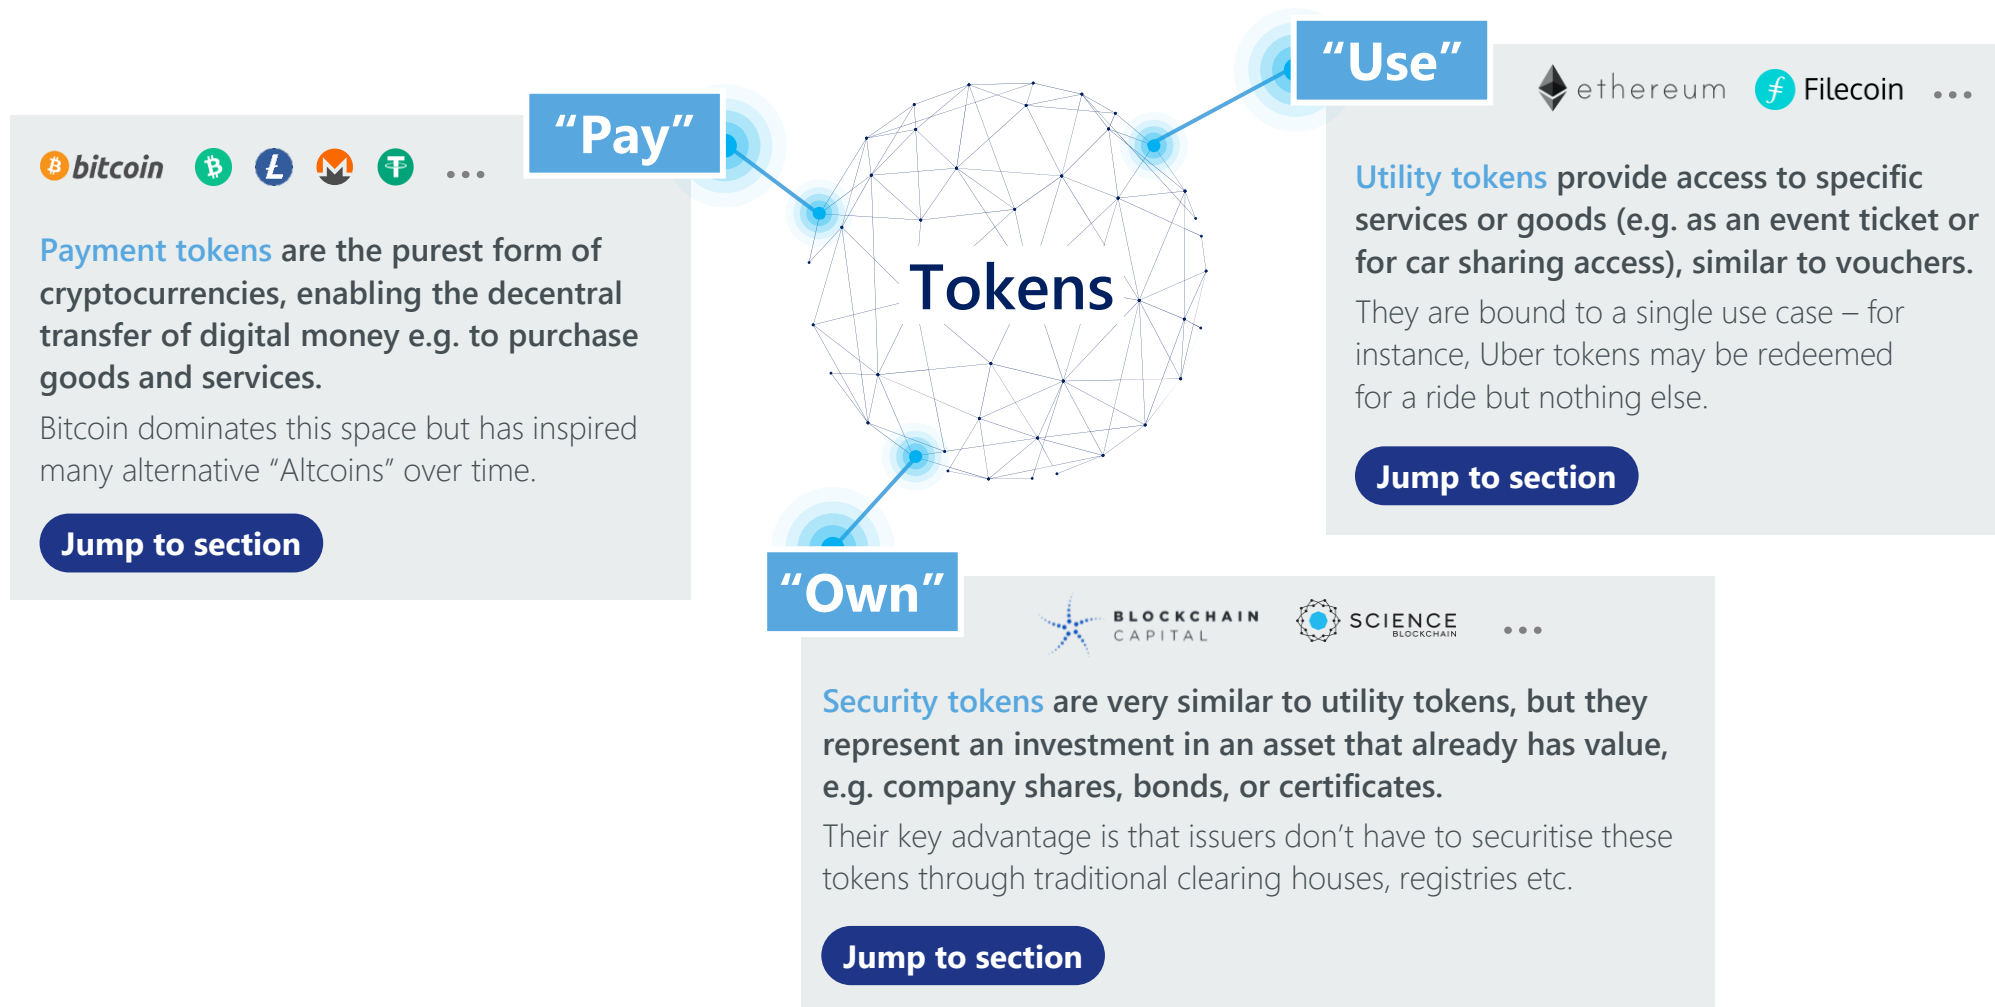 “Pay”
bitcoin ...
Payment tokens are the purest form of
cryptocurrencies, enabling the decentral
transfer of digital money e.g. to purchase
goods and services.
Bitcoin dominates this space but has inspired
many alternative “Altcoins” over time.
Jump to section
Tokens
“Use”
ethereum Filecoin ...
Utility tokens provide access to specific
services or goods (e.g. as an event ticket or
for car sharing access), similar to vouchers.
They are bound to a single use case – for
instance, Uber tokens may be redeemed
for a ride but nothing else.
Jump to section
“Own”
BLOCKCHAIN
CAPITAL
SCIENCE
BLOCKCHAIN
...
Security tokens are very similar to utility tokens, but they
represent an investment in an asset that already has value,
e.g. company shares, bonds, or certificates.
Their key advantage is that issuers don’t have to securitise these
tokens through traditional clearing houses, registries etc.
Jump to section